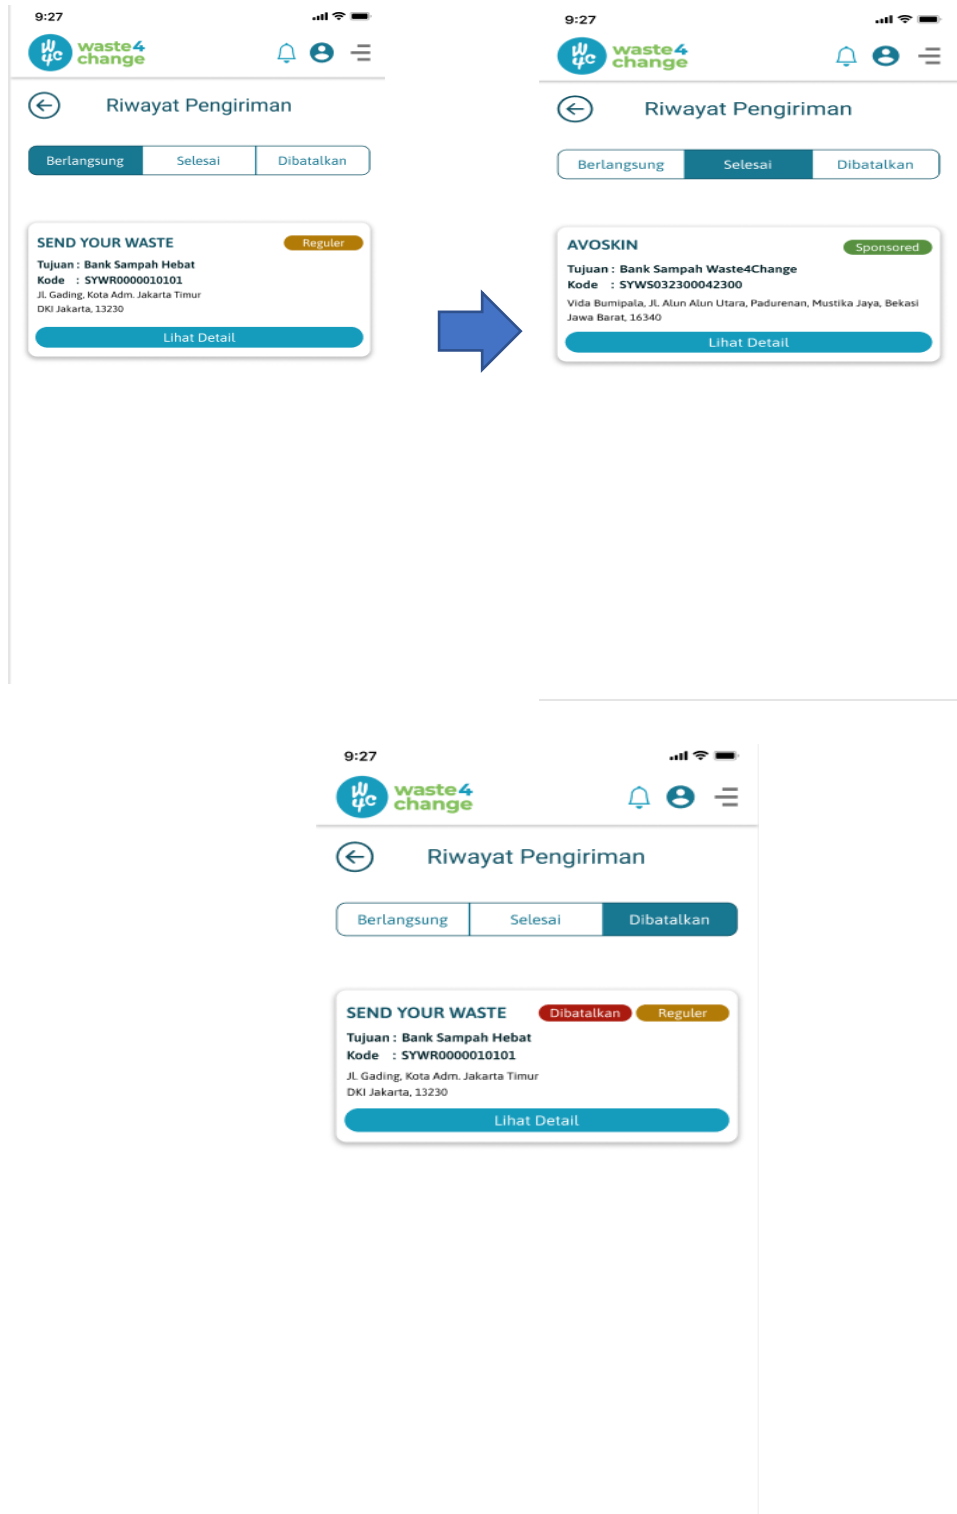 9:27
waste4
change
Riwayat Pengiriman
Berlangsung Selesai Dibatalkan
SEND YOUR WASTE Reguler
Tujuan : Bank Sampah Hebat
Kode : SYWR0000010101
Jl. Gading, Kota Adm. Jakarta Timur
DKI Jakarta, 13230
Lihat Detail
9:27
waste4
change
Riwayat Pengiriman
Berlangsung Selesai Dibatalkan
AVOSKIN Sponsored
Tujuan : Bank Sampah Waste4Change
Kode : SYWS032300042300
Vida Bumipala, Jl. Alun Alun Utara, Padurenan, Mustika Jaya, Bekasi
Jawa Barat, 16340
Lihat Detail
9:27
waste4
change
Riwayat Pengiriman
Berlangsung Selesai Dibatalkan
SEND YOUR WASTE Dibatalkan Reguler
Tujuan : Bank Sampah Hebat
Kode : SYWR0000010101
Jl. Gading, Kota Adm. Jakarta Timur
DKI Jakarta, 13230
Lihat Detail